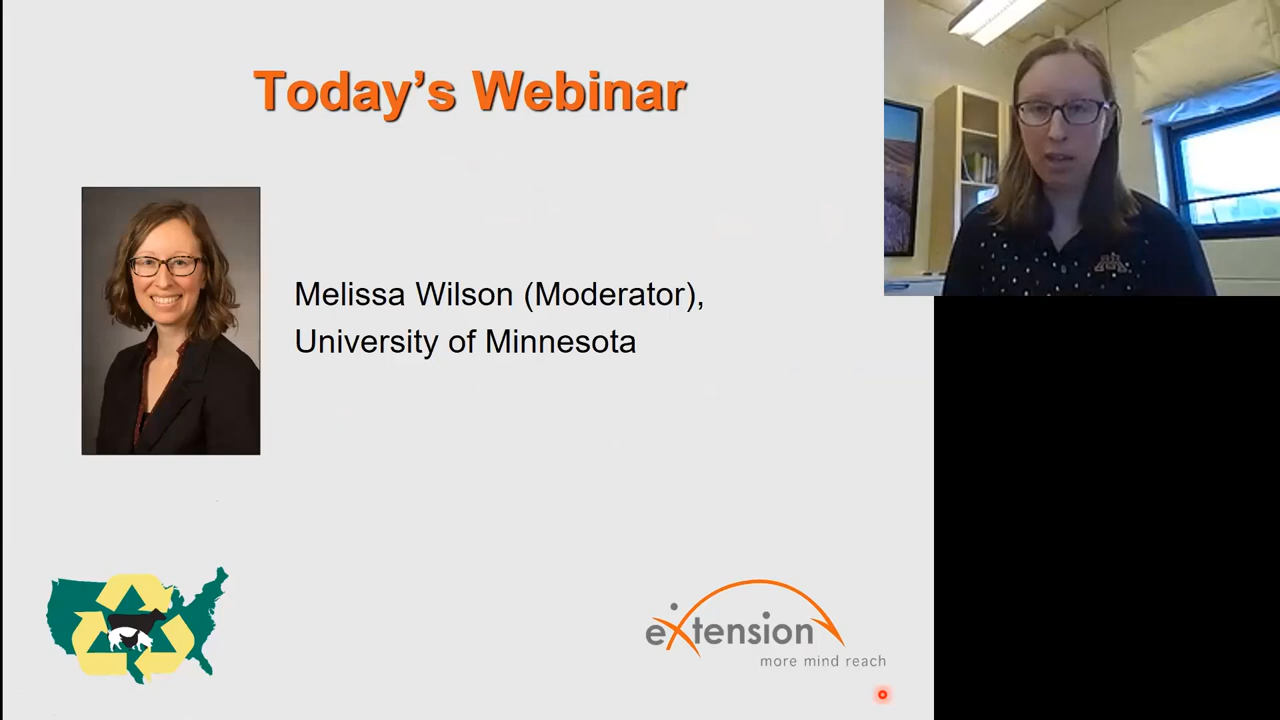 Today's Webinar
Melissa Wilson (Moderator),
University of Minnesota
eXtension
more mind reach